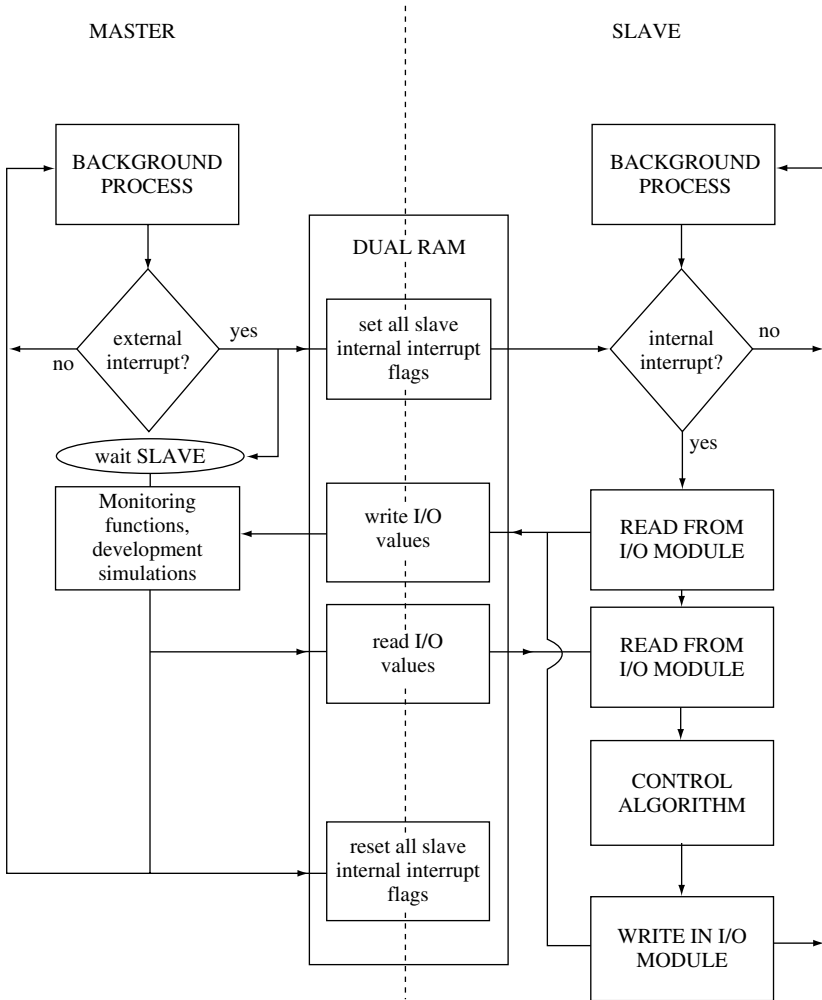 MASTER
SLAVE
BACKGROUND
PROCESS
BACKGROUND
PROCESS
DUAL RAM
external
interrupt?
yes
no
set all slave
internal interrupt
flags
internal
interrupt?
no
yes
wait SLAVE
Monitoring
functions,
development
simulations
write I/O
values
READ FROM
I/O MODULE
read I/O
values
READ FROM
I/O MODULE
CONTROL
ALGORITHM
reset all slave
internal interrupt
flags
WRITE IN I/O
MODULE